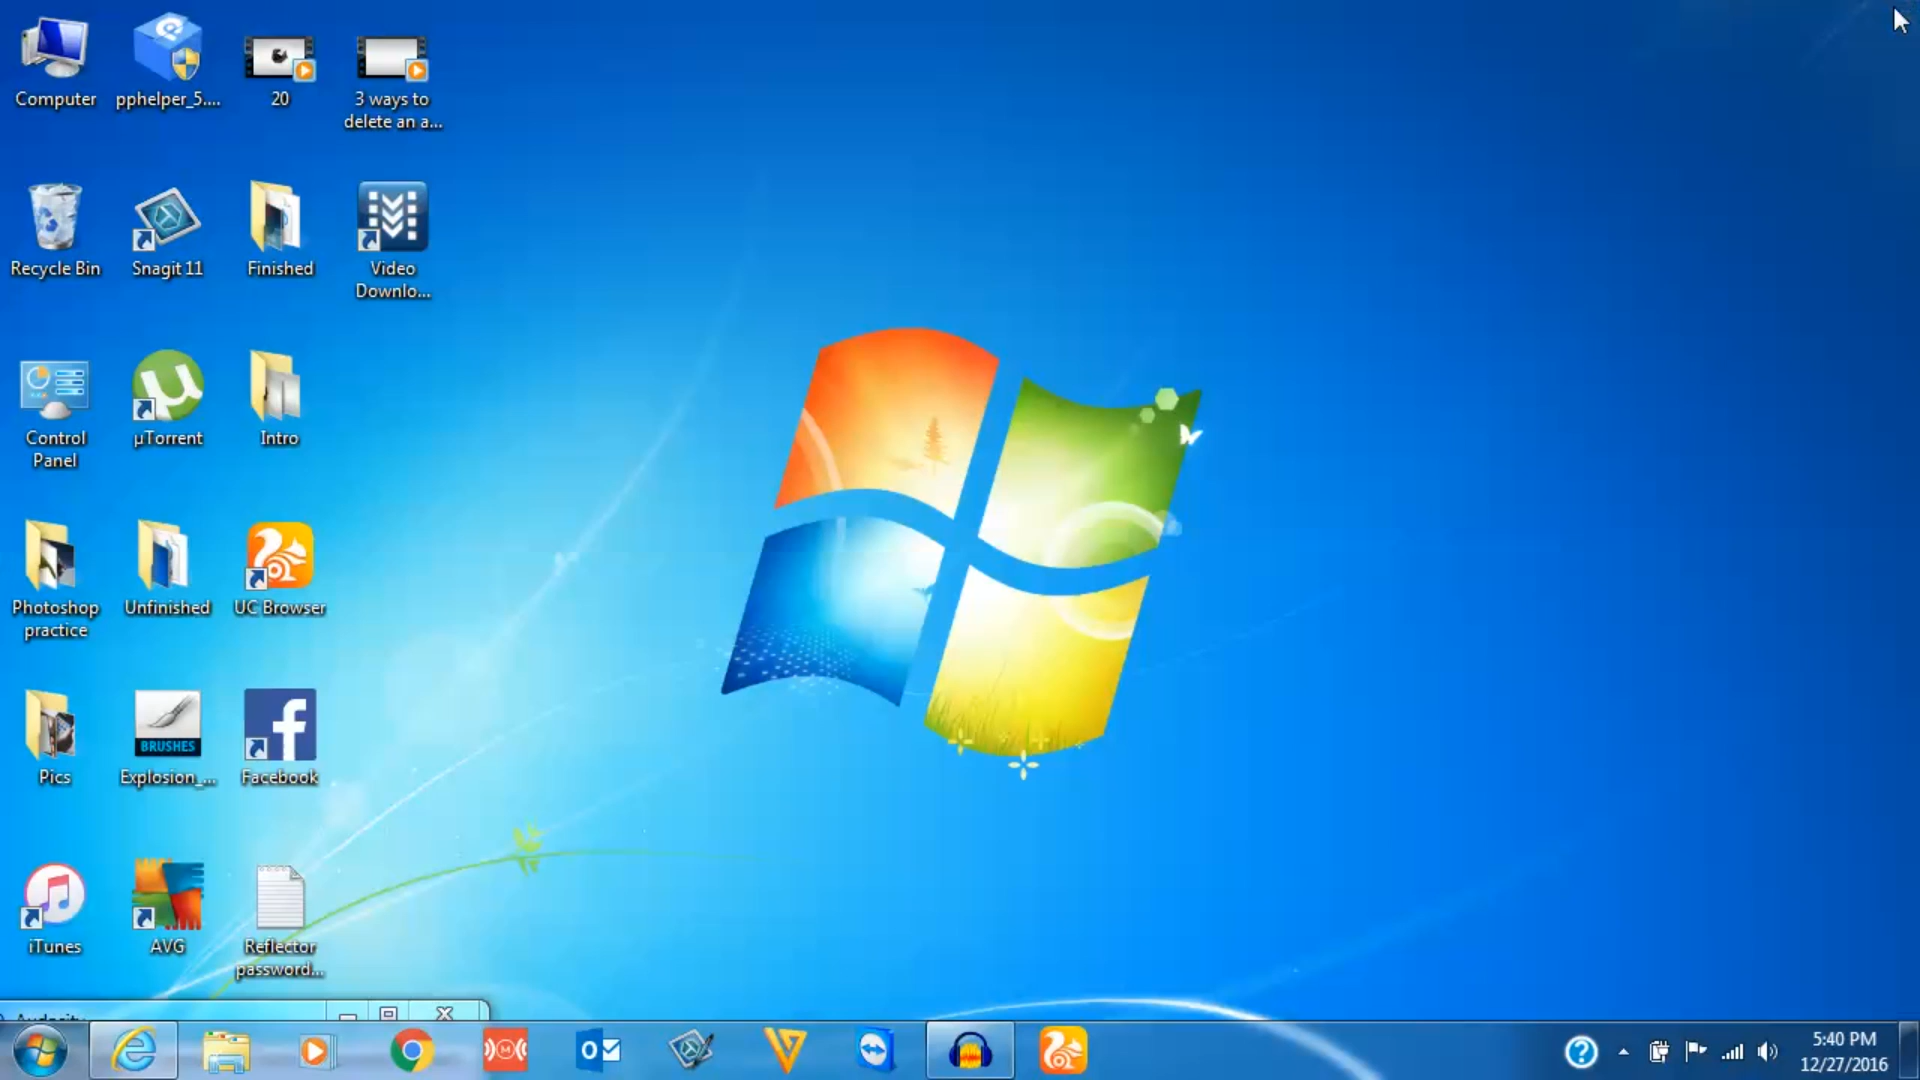 Computer
pphelper_5....
20
3 ways to
delete an a...
Recycle Bin
Snagit 11
Finished
Video
Downlo...
Control
Panel
µTorrent
Intro
Photoshop
practice
Unfinished
UC Browser
Pics
BRUSHES
Explosion_...
Facebook
iTunes
AVG
Reflector
password...
Audacity
5:40 PM
12/27/2016